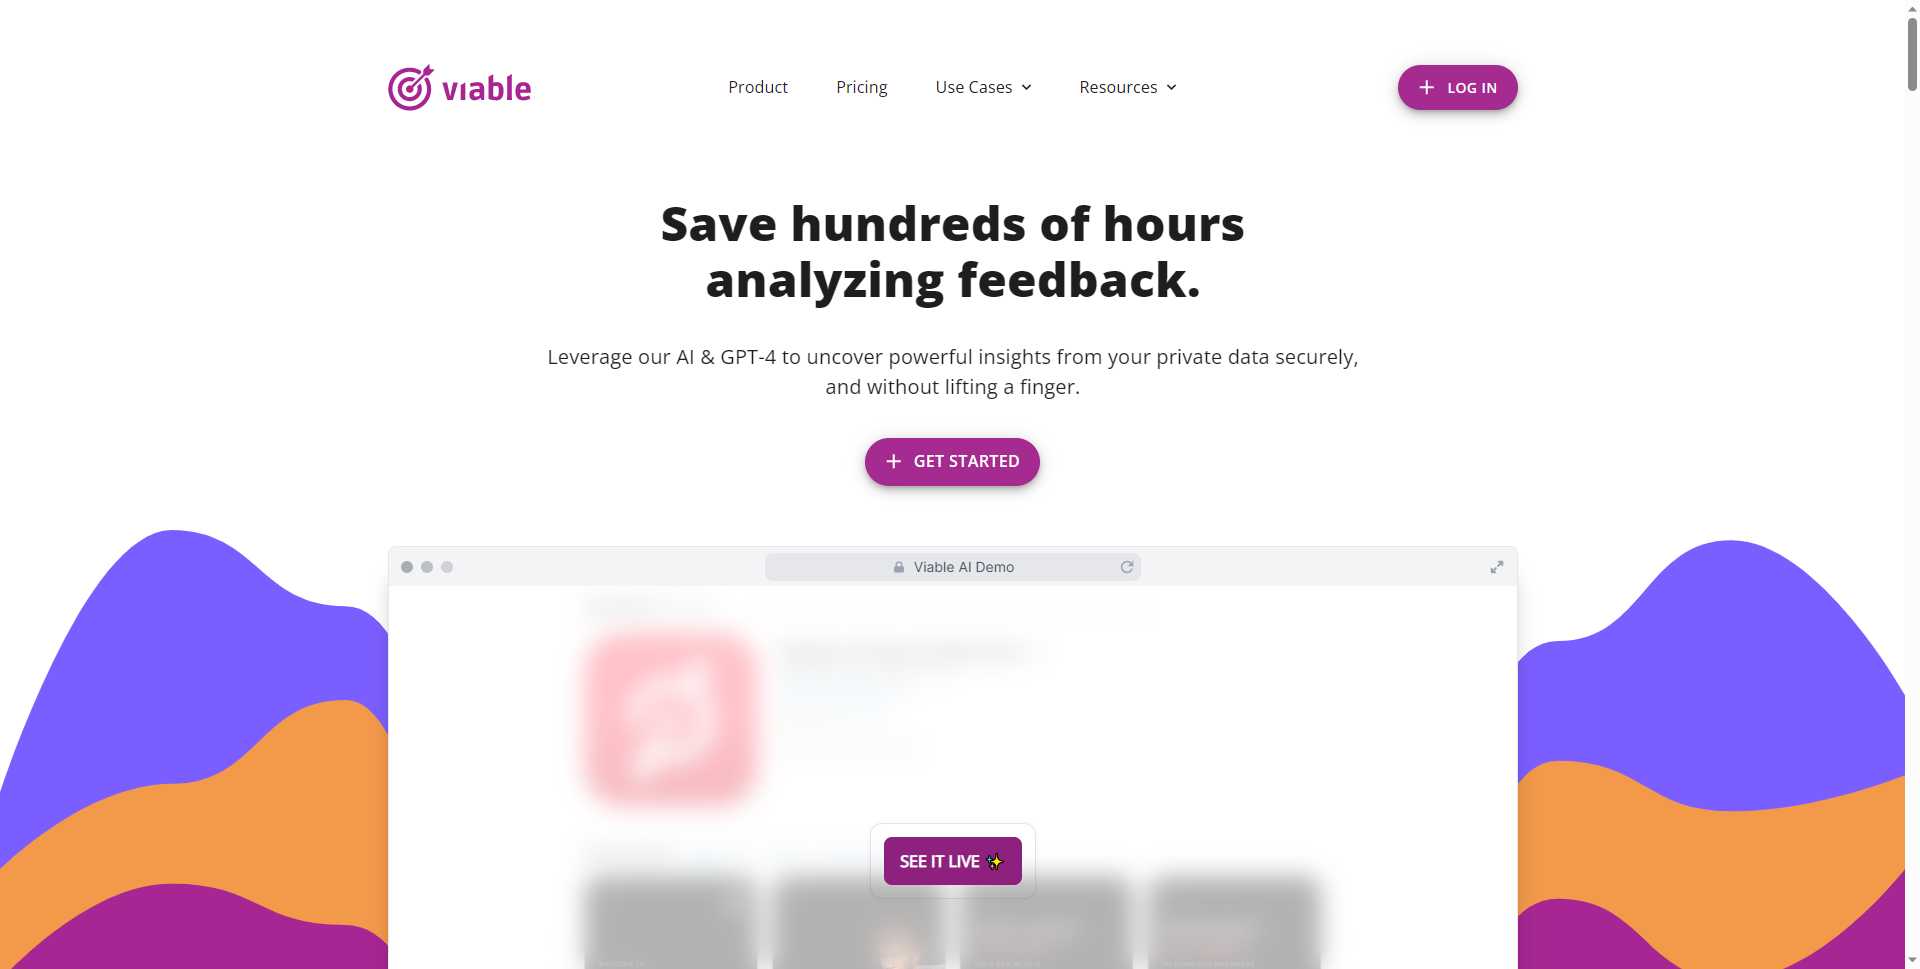 viable
Product
Pricing
Use Cases
Resources
LOG IN
Save hundreds of hours
analyzing feedback.
Leverage our AI & GPT-4 to uncover powerful insights from your private data securely,
and without lifting a finger.
GET STARTED
Viable AI Demo
SEE IT LIVE